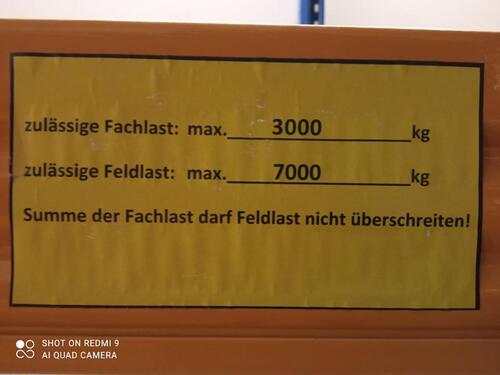 zulässige Fachlast: max. 3000 kg
zulässige Feldlast: max. 7000 kg
Summe der Fachlast darf Feldlast nicht überschreiten!
SHOT ON REDMI 9
AI QUAD CAMERA